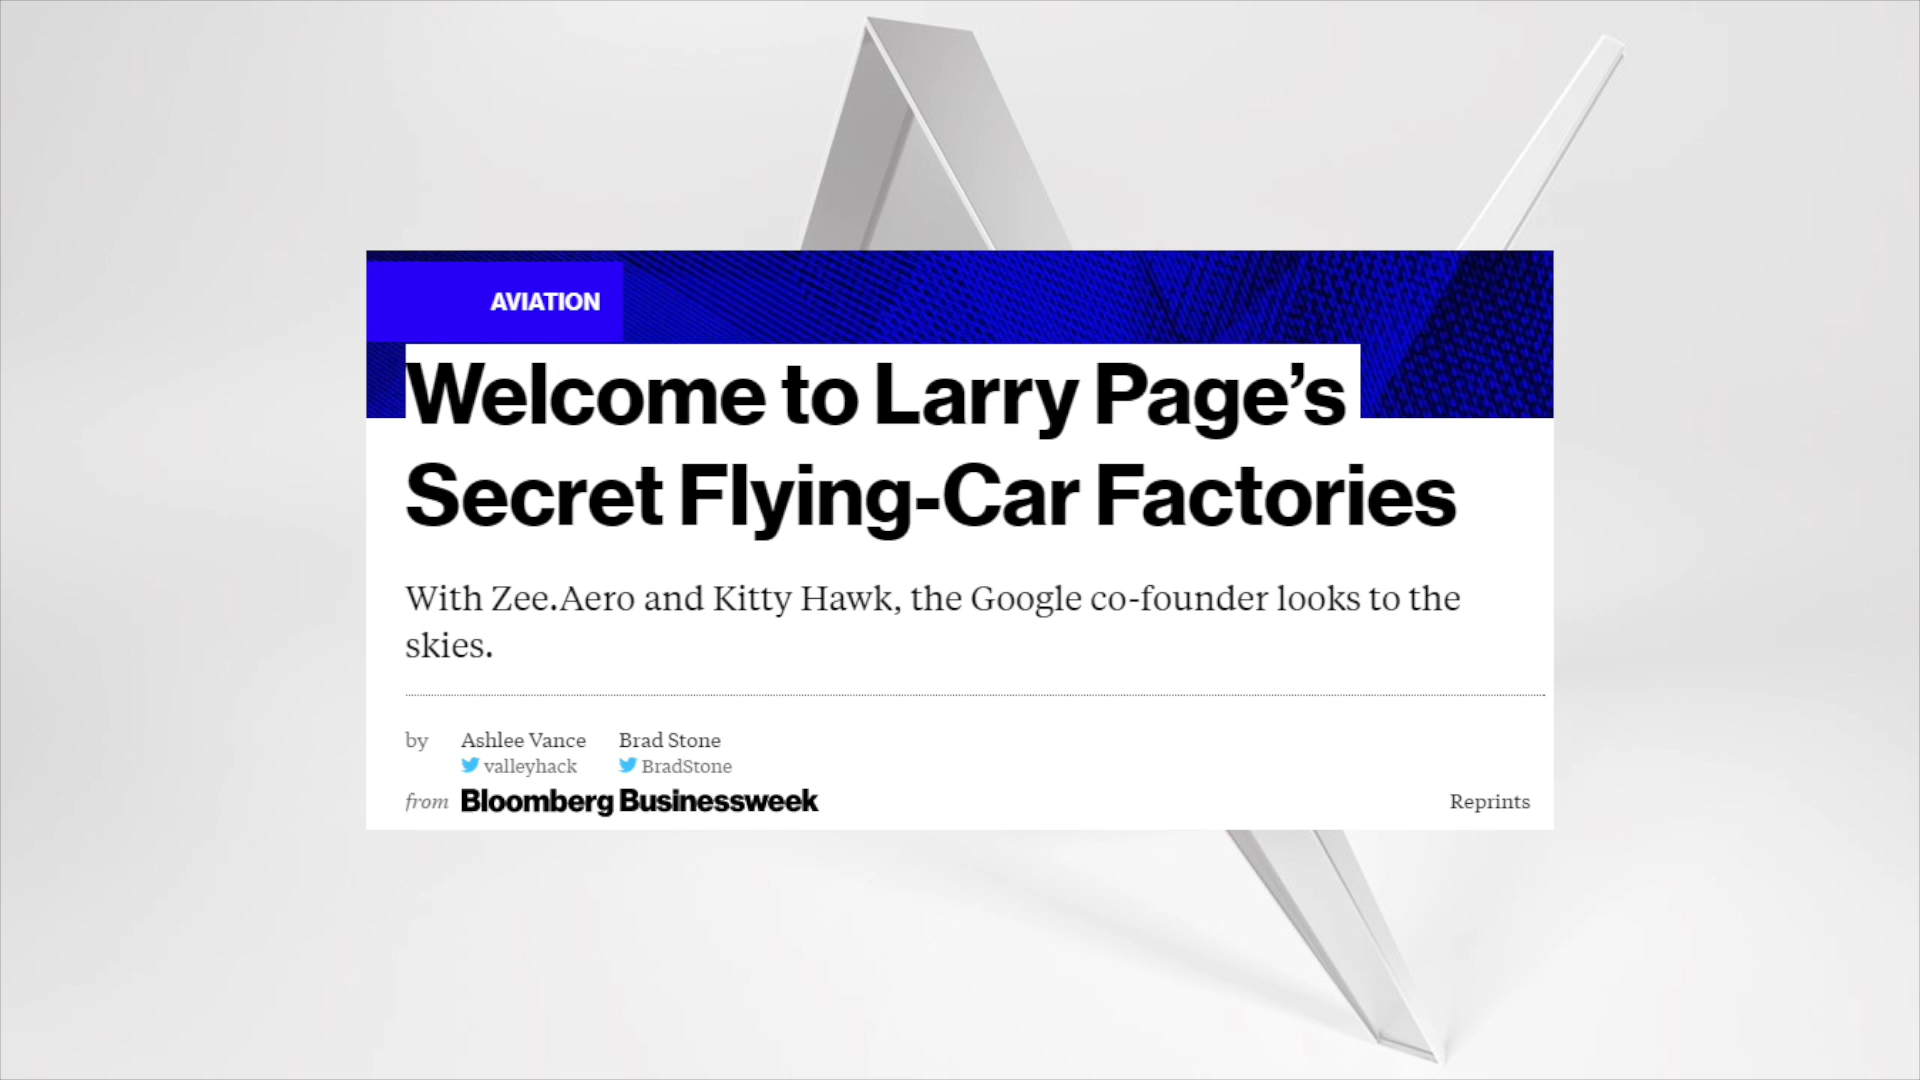 AVIATION
Welcome to Larry Page’s
Secret Flying-Car Factories
With Zee.Aero and Kitty Hawk, the Google co-founder looks to the
skies.
by Ashlee Vance Brad Stone
valleyhack BradStone
from Bloomberg Businessweek Reprints